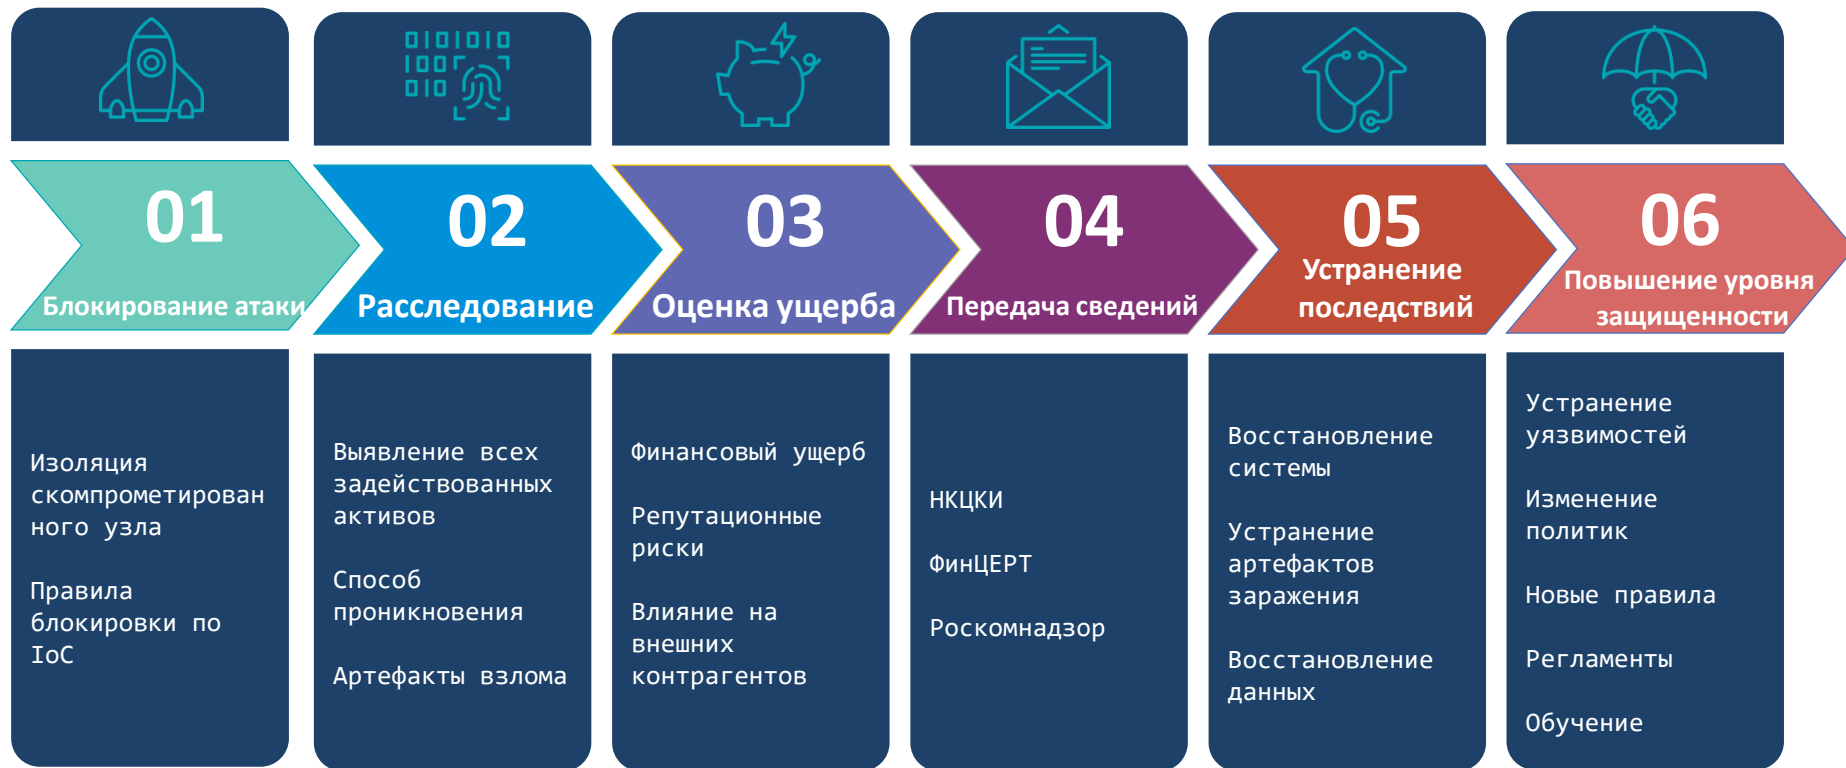 01
Блокирование атаки
Изоляция
скомпрометирован
ного узла
Правила
блокировки по
IoC
02
Расследование
Выявление всех
задействованных
активов
Способ
проникновения
Артефакты взлома
03
Оценка ущерба
Финансовый ущерб
Репутационные
риски
Влияние на
внешних
контрагентов
04
Передача сведений
НКЦКИ
ФинЦЕРТ
Роскомнадзор
05
Устранение
последствий
Восстановление
системы
Устранение
артефактов
заражения
Восстановление
данных
06
Повышение уровня
защищенности
Устранение
уязвимостей
Изменение
политик
Новые правила
Регламенты
Обучение